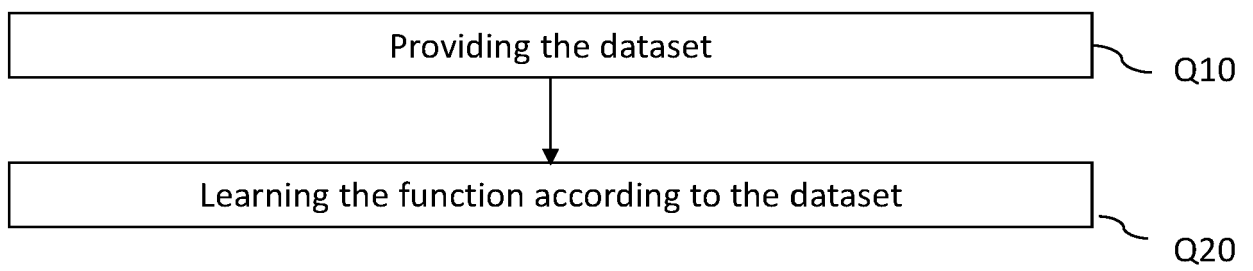 Providing the dataset
Q10
Learning the function according to the dataset
Q20